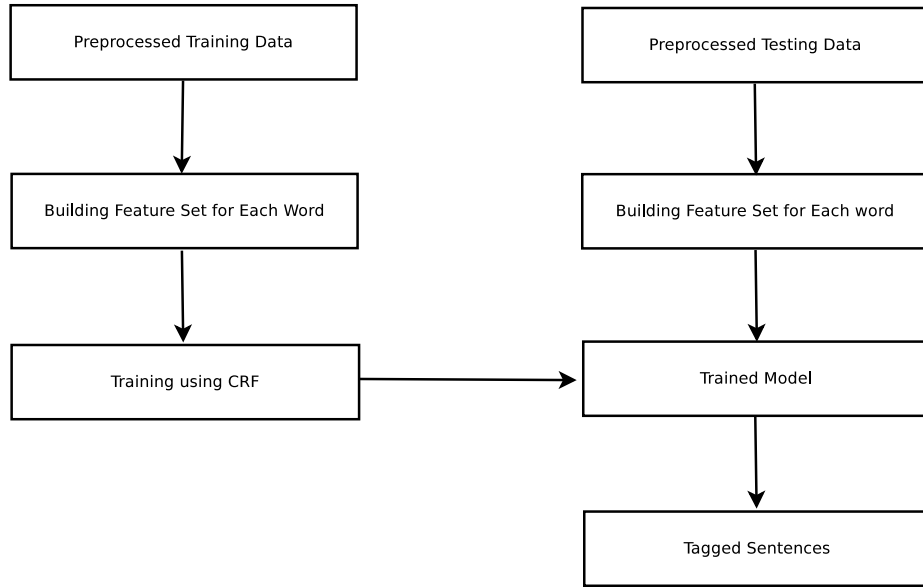 Preprocessed Training Data
Preprocessed Testing Data
Building Feature Set for Each Word
Building Feature Set for Each word
Training using CRF
Trained Model
Tagged Sentences